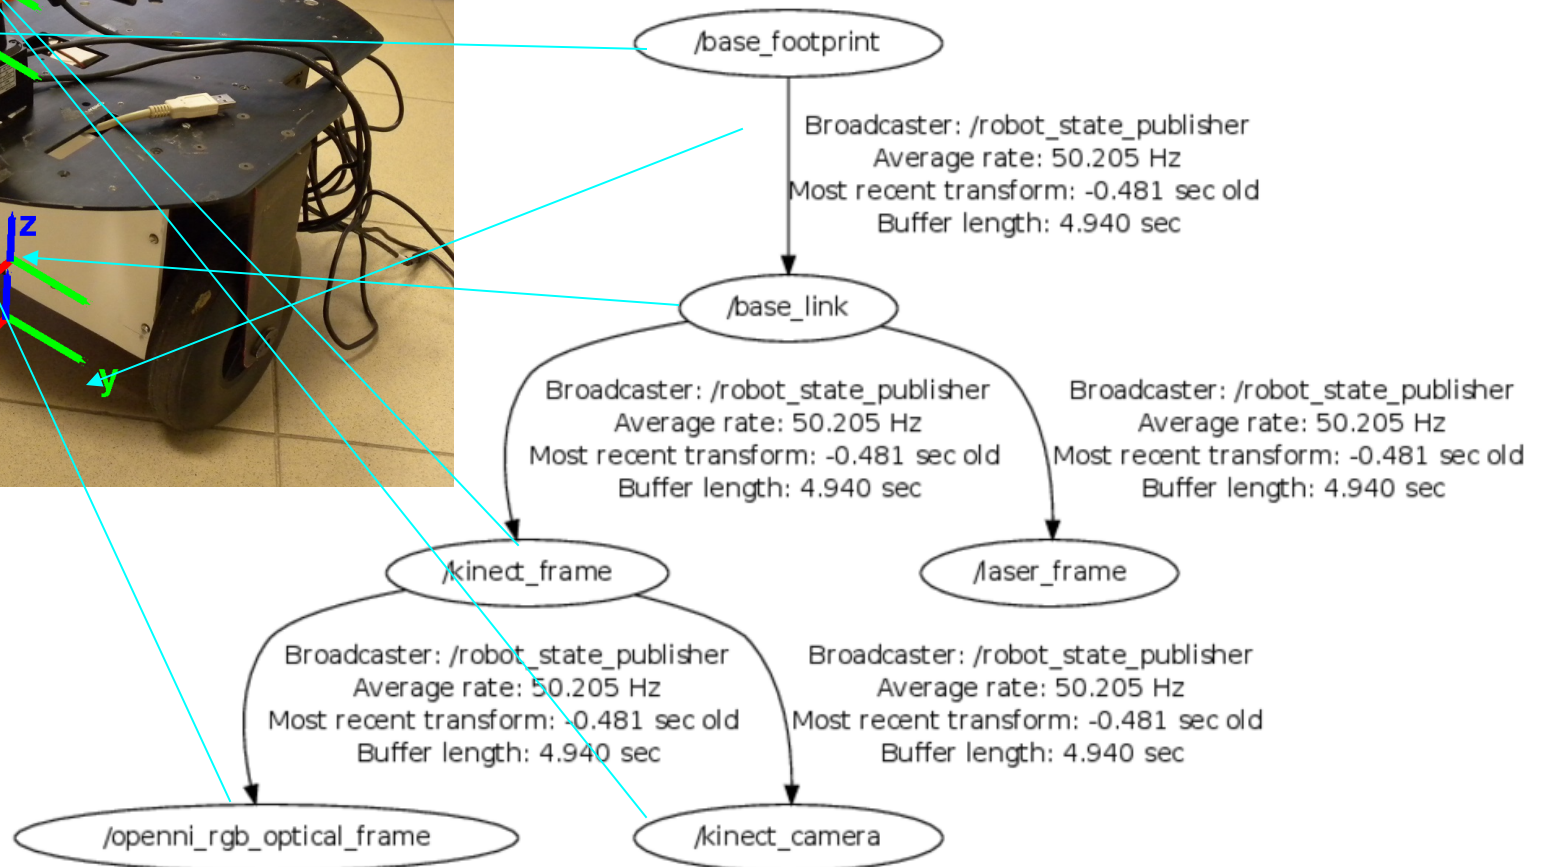 /base_footprint
Broadcaster: /robot_state_publisher
Average rate: 50.205 Hz
Most recent transform: -0.481 sec old
Buffer length: 4.940 sec
z
/base_link
y
Broadcaster: /robot_state_publisher
Average rate: 50.205 Hz
Most recent transform: -0.481 sec old
Buffer length: 4.940 sec
Broadcaster: /robot_state_publisher
Average rate: 50.205 Hz
Most recent transform: -0.481 sec old
Buffer length: 4.940 sec
/kinect_frame
/laser_frame
Broadcaster: /robot_state_publisher
Average rate: 50.205 Hz
Most recent transform: -0.481 sec old
Buffer length: 4.940 sec
Broadcaster: /robot_state_publisher
Average rate: 50.205 Hz
Most recent transform: -0.481 sec old
Buffer length: 4.940 sec
/openni_rgb_optical_frame
/kinect_camera